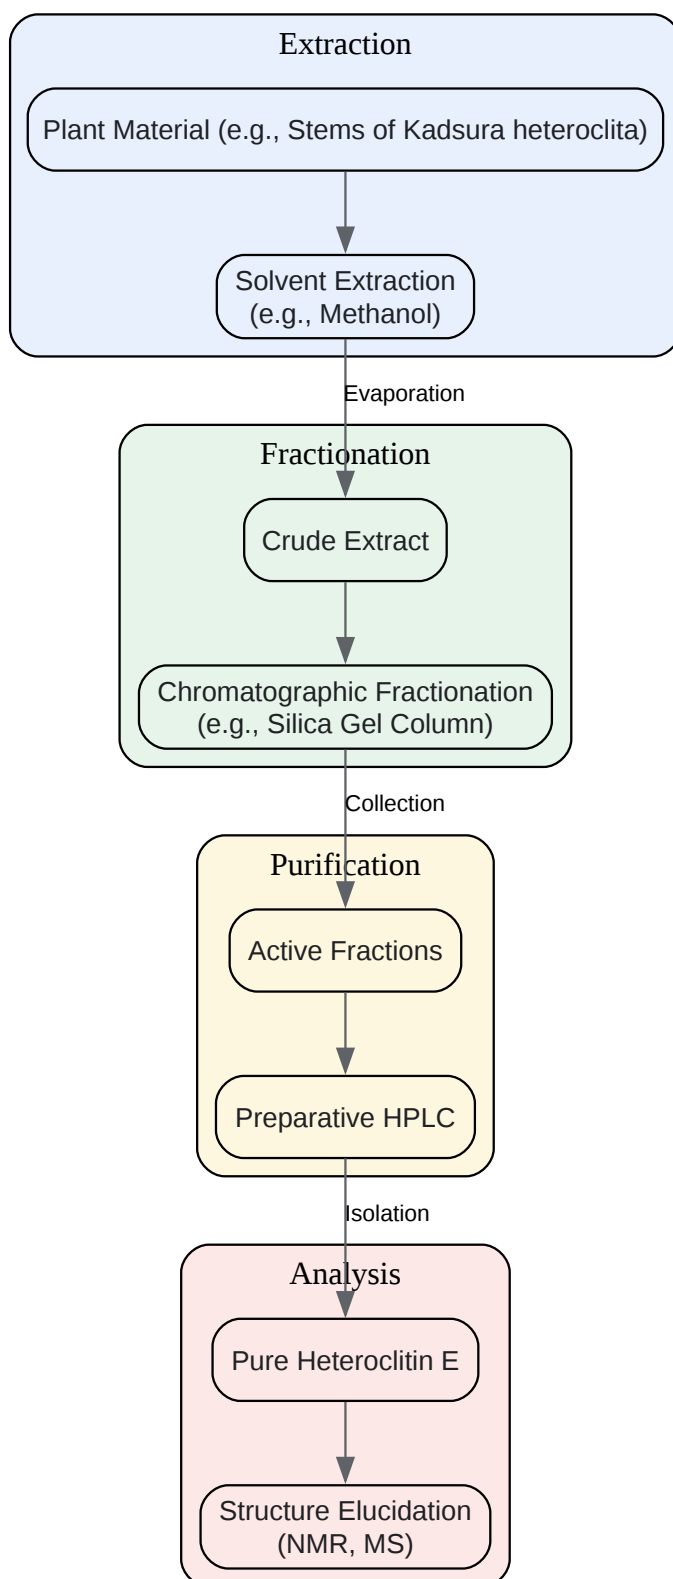 Extraction
Plant Material (e.g., Stems of Kadsura heteroclita)
Solvent Extraction
(e.g., Methanol)
Evaporation
Fractionation
Crude Extract
Chromatographic Fractionation
(e.g., Silica Gel Column)
Collection
Purification
Active Fractions
Preparative HPLC
Isolation
Analysis
Pure Heteroclitin E
Structure Elucidation
(NMR, MS)